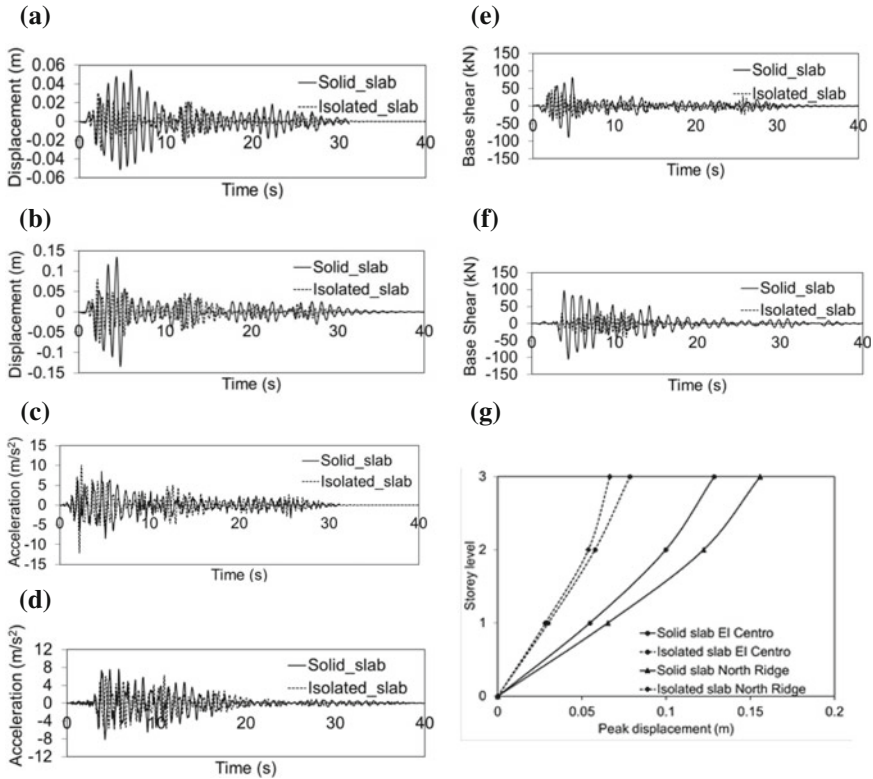 (a)
Displacement (m)
0.06
0.04
0.02
0
-0.02
-0.04
-0.06
0 10 20 30 40
Solid_slab
Isolated_slab
Time (s)
(b)
Displacement (m)
0.15
0.1
0.05
0
-0.05
-0.1
-0.15
0 10 20 30 40
Solid_slab
Isolated_slab
Time (s)
(c)
Acceleration (m/s²)
15
10
5
0
-5
-10
-15
0 10 20 30 40
Solid_slab
Isolated_slab
Time (s)
(d)
Acceleration (m/s²)
12
8
4
0
-4
-8
-12
0 10 20 30 40
Solid_slab
Isolated_slab
Time (s)
(e)
Base shear (kN)
150
100
50
0
-50
-100
-150
0 10 20 30 40
Solid_slab
Isolated_slab
Time (s)
(f)
Base Shear (kN)
150
100
50
0
-50
-100
-150
0 10 20 30 40
Solid_slab
Isolated_slab
Time (s)
(g)
Storey level
3
2
1
0
Solid slab El Centro
Isolated slab El Centro
Solid slab North Ridge
Isolated slab North Ridge
0 0.05 0.1 0.15 0.2
Peak displacement (m)